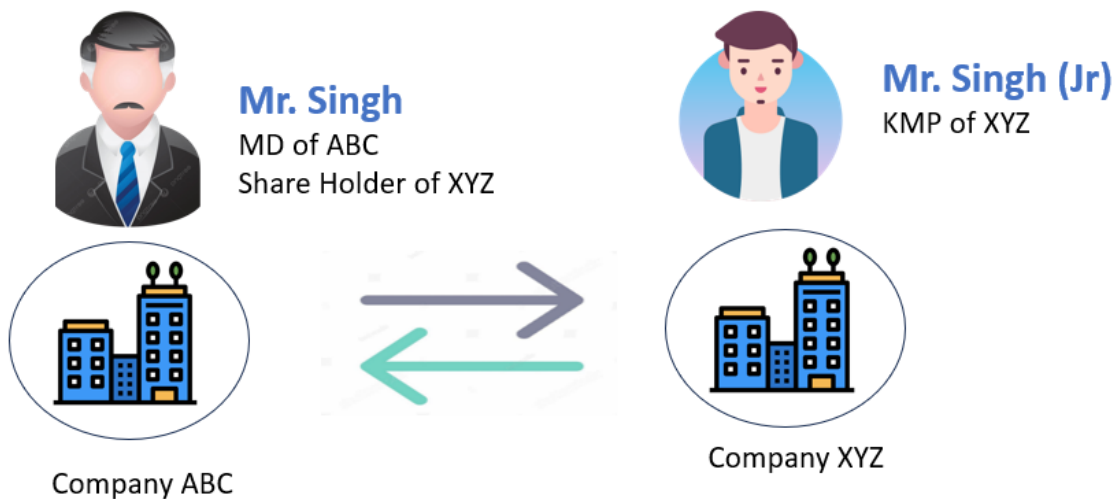 Mr. Singh
MD of ABC
Share Holder of XYZ
Mr. Singh (Jr)
KMP of XYZ
Company ABC
Company XYZ